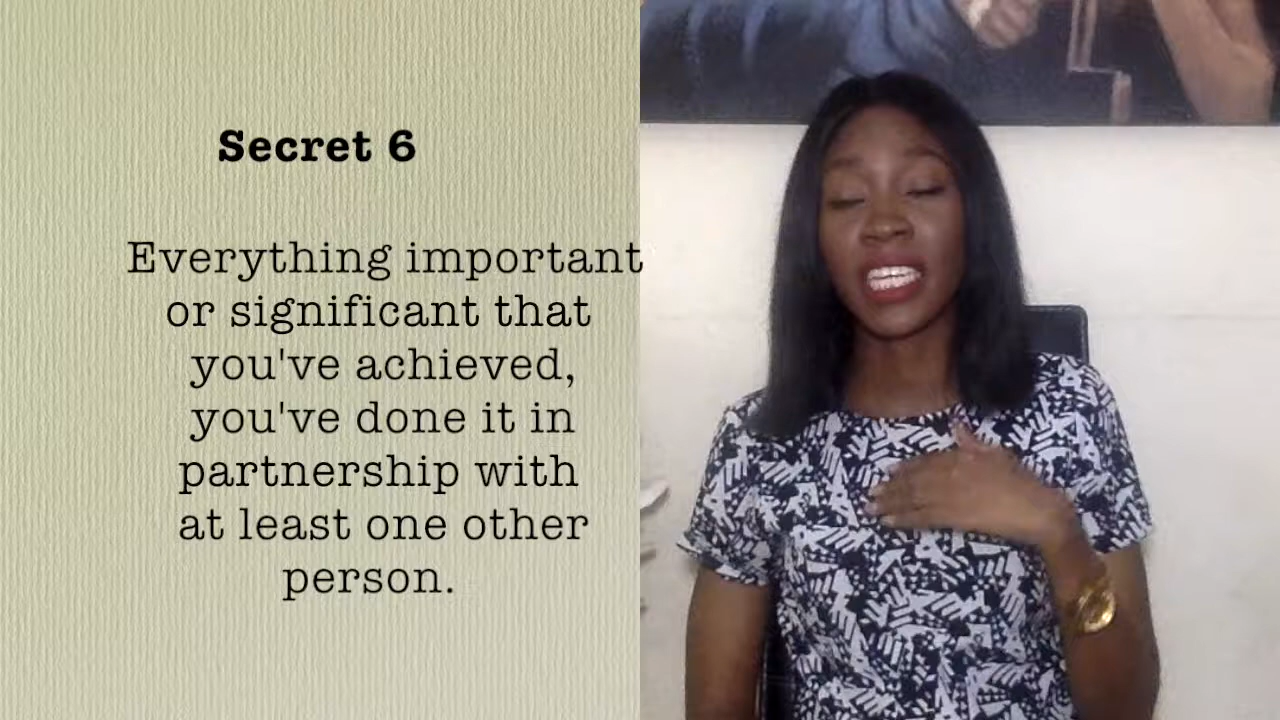 Secret 6
Everything important
or significant that
you've achieved,
you've done it in
partnership with
at least one other
person.